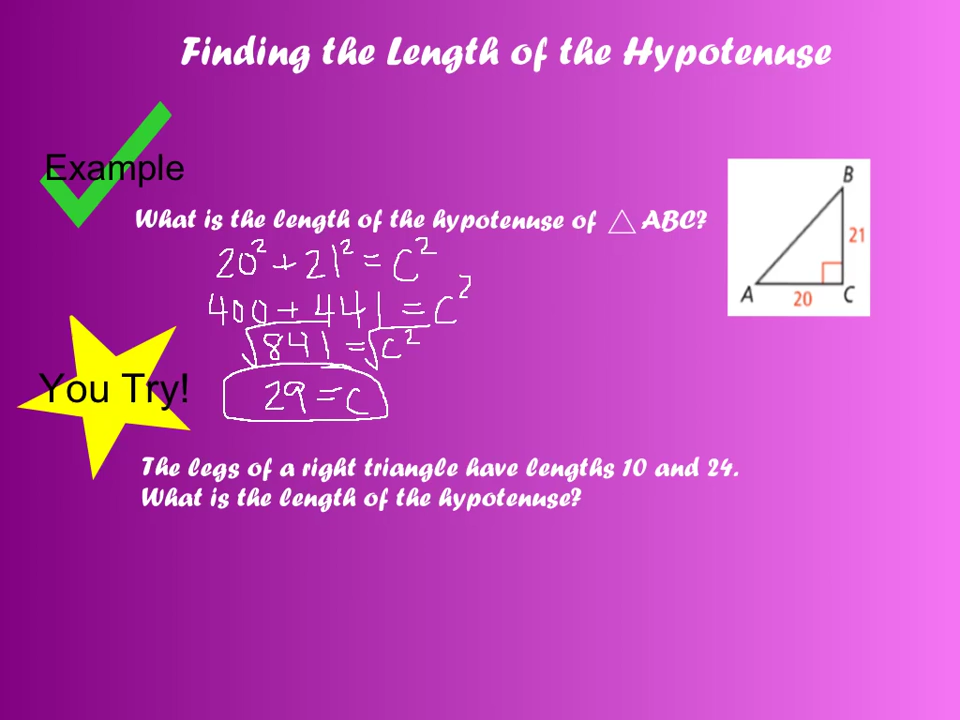 Finding the Length of the Hypotenuse
Example
What is the length of the hypotenuse of △ ABC?
B
21
A
20
C
20² + 21² = C²
400 + 441 = C²
√841 = √C²
29 = C
You Try!
The legs of a right triangle have lengths 10 and 24.
What is the length of the hypotenuse?